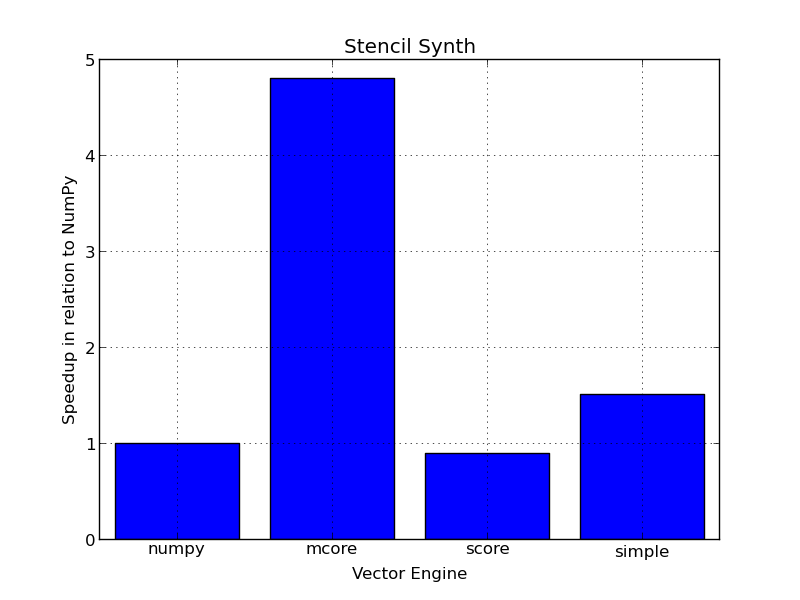 Stencil Synth
5
4
3
2
1
0
Speedup in relation to NumPy
numpy
mcore
score
simple
Vector Engine